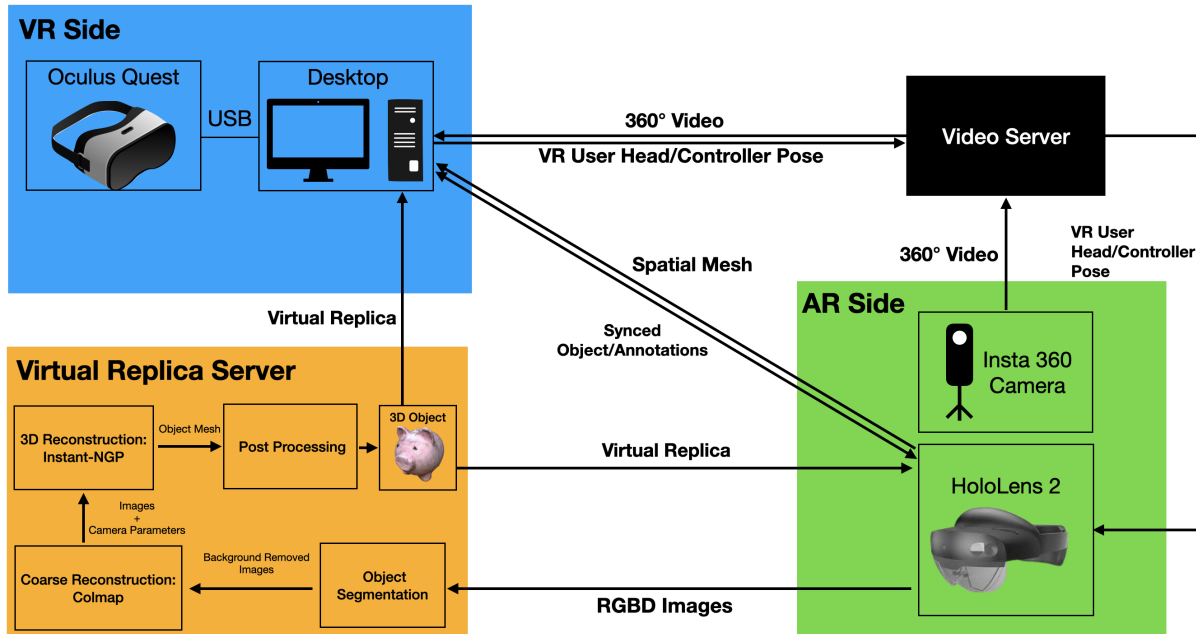 VR Side
Oculus Quest
USB
Desktop
360° Video
VR User Head/Controller Pose
Video Server
VR User
Head/Controller
Pose
360° Video
Spatial Mesh
Synced
Object/Annotations
Virtual Replica
AR Side
Insta 360
Camera
HoloLens 2
Virtual Replica Server
3D Reconstruction:
Instant-NGP
Object Mesh
Post Processing
3D Object
Virtual Replica
Images
+
Camera Parameters
Coarse Reconstruction:
Colmap
Background Removed
Images
Object
Segmentation
RGBD Images